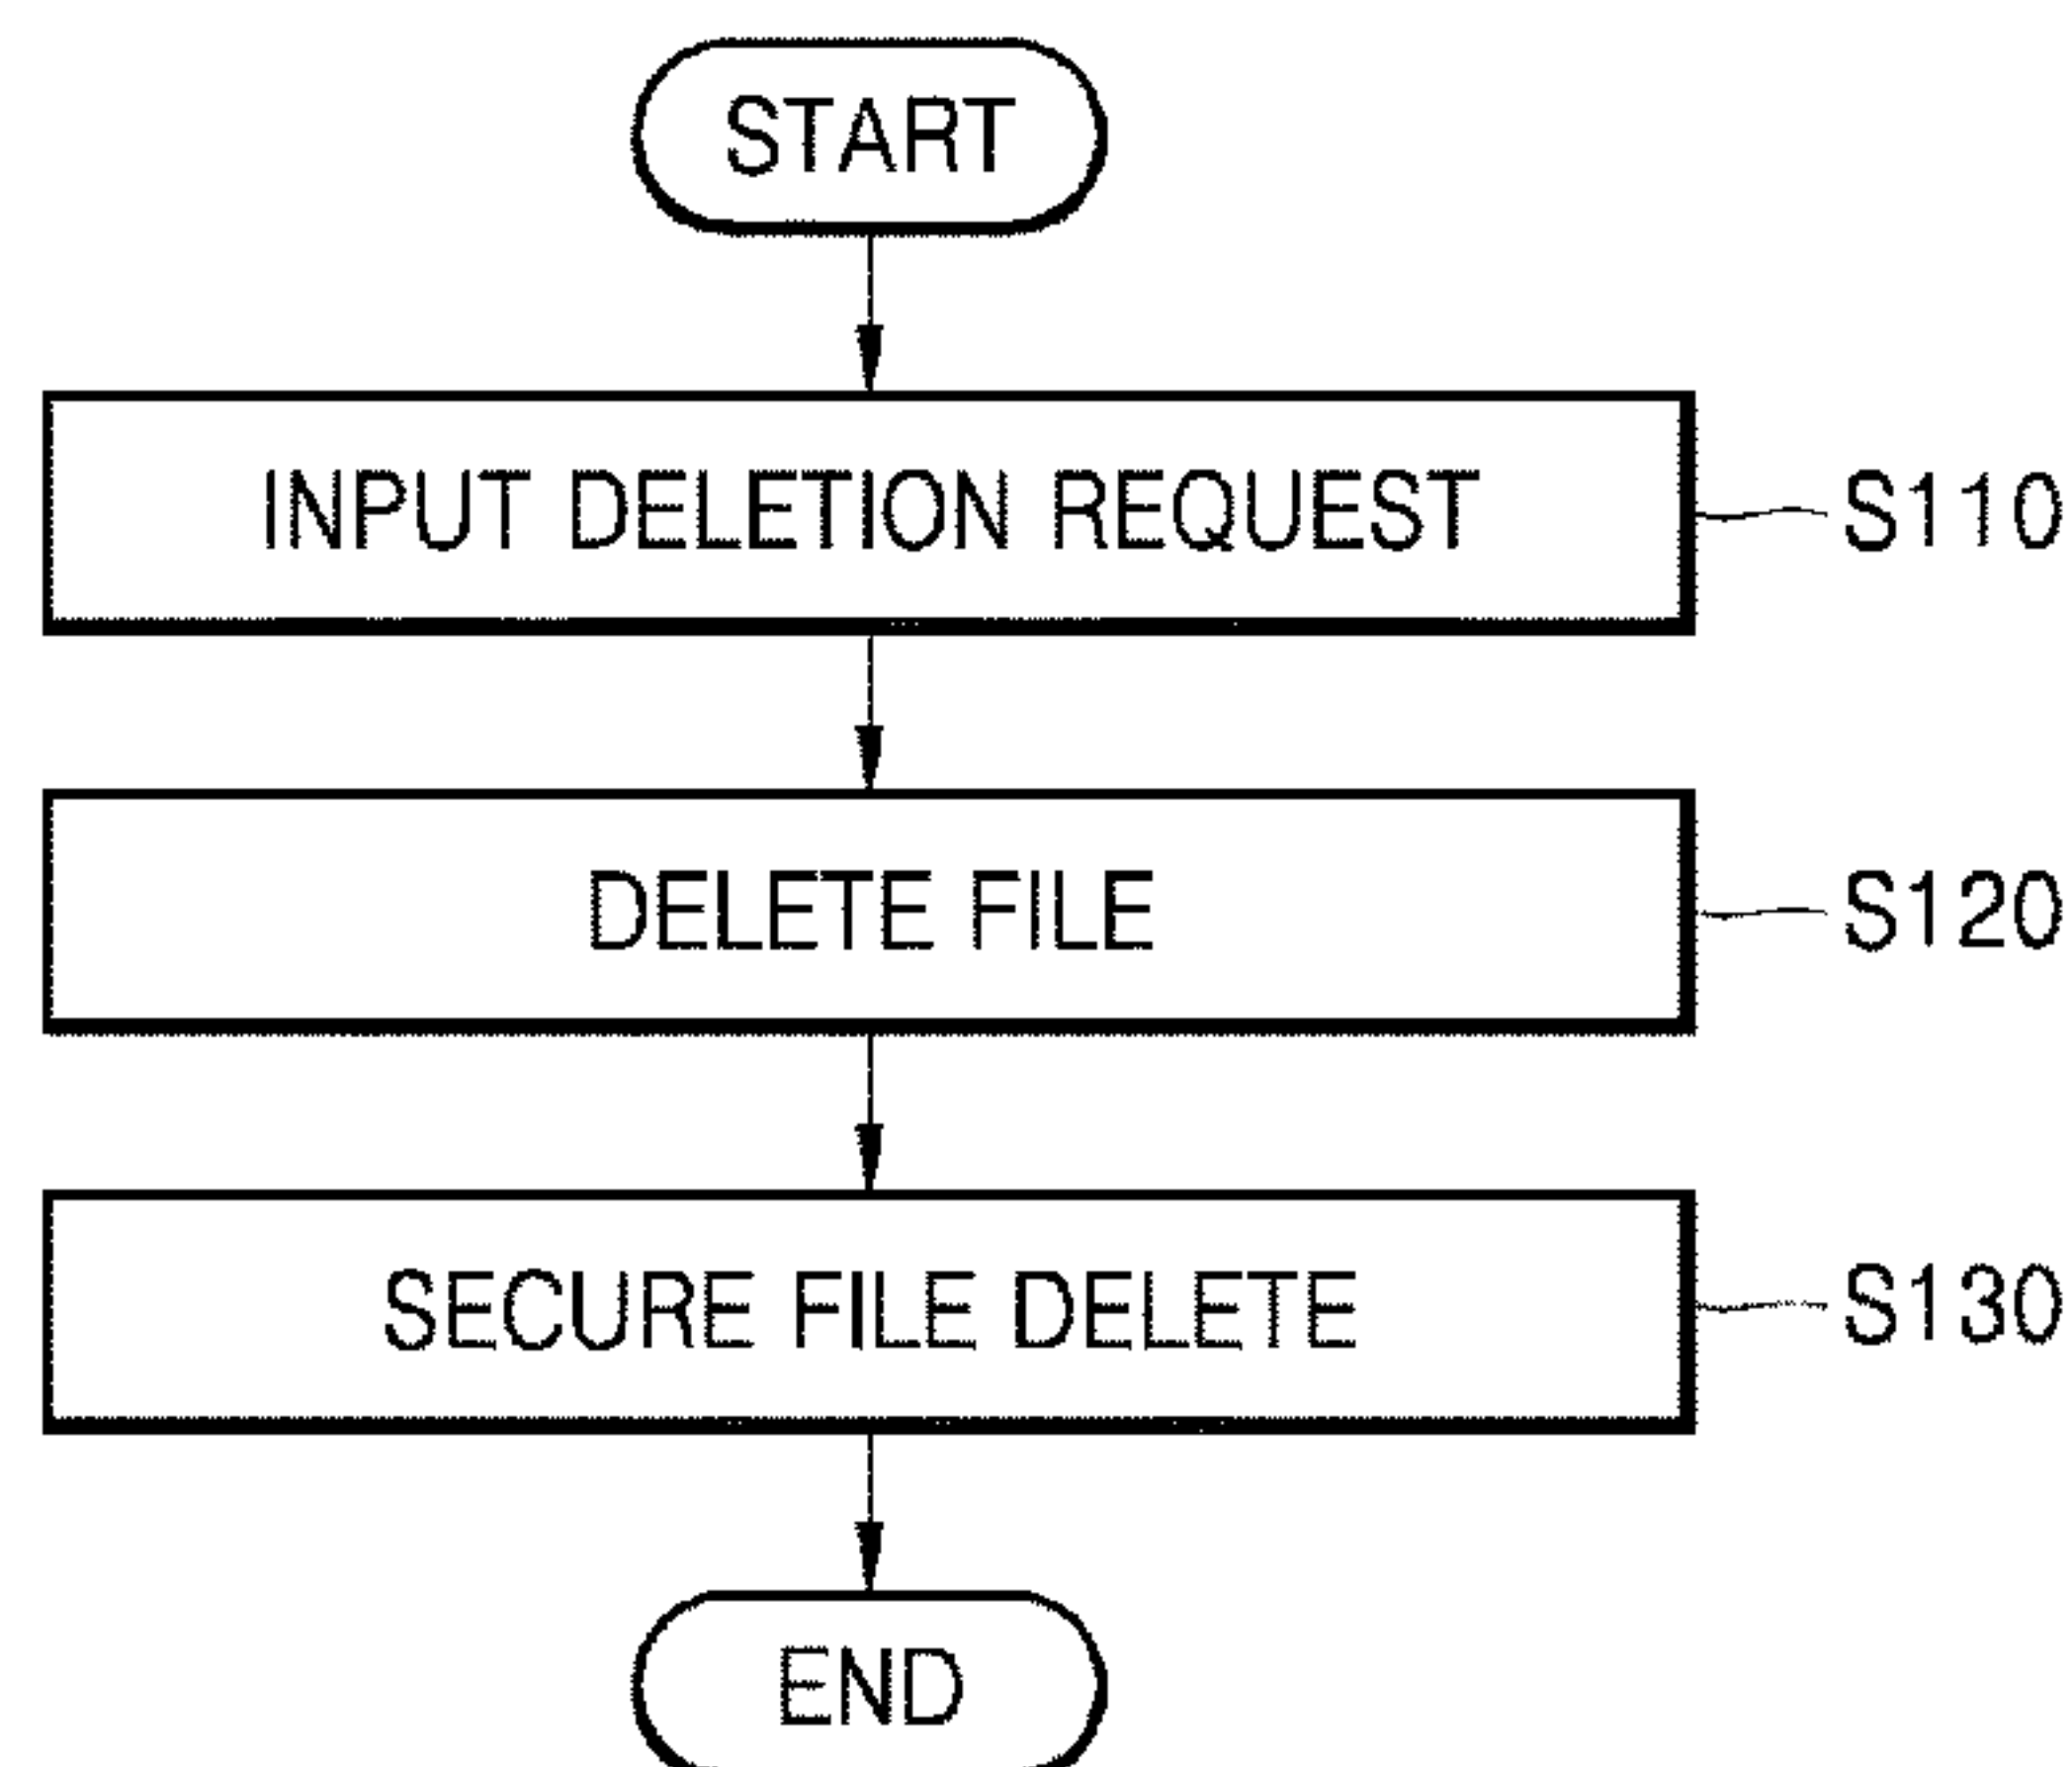 START
INPUT DELETION REQUEST S110
DELETE FILE S120
SECURE FILE DELETE S130
END